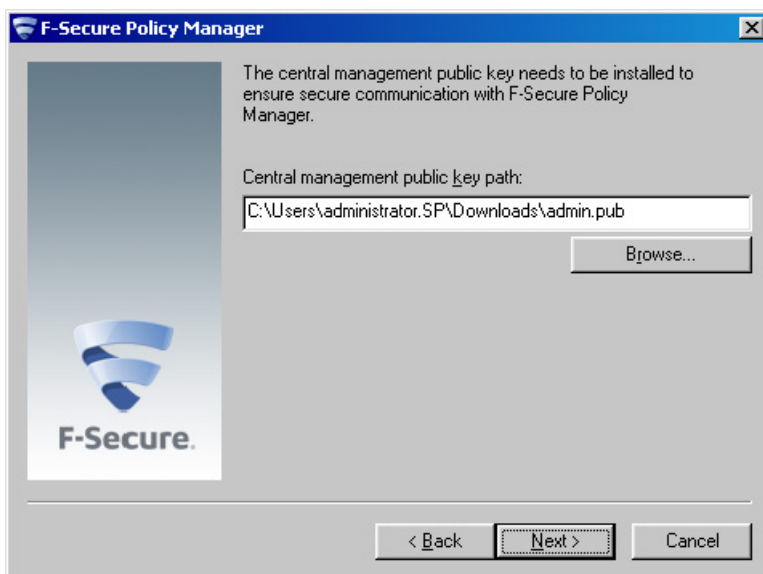 F-Secure Policy Manager
The central management public key needs to be installed to
ensure secure communication with F-Secure Policy
Manager.
Central management public key path:
C:\Users\administrator.SP\Downloads\admin.pub
Browse...
F-Secure.
< Back
Next >
Cancel